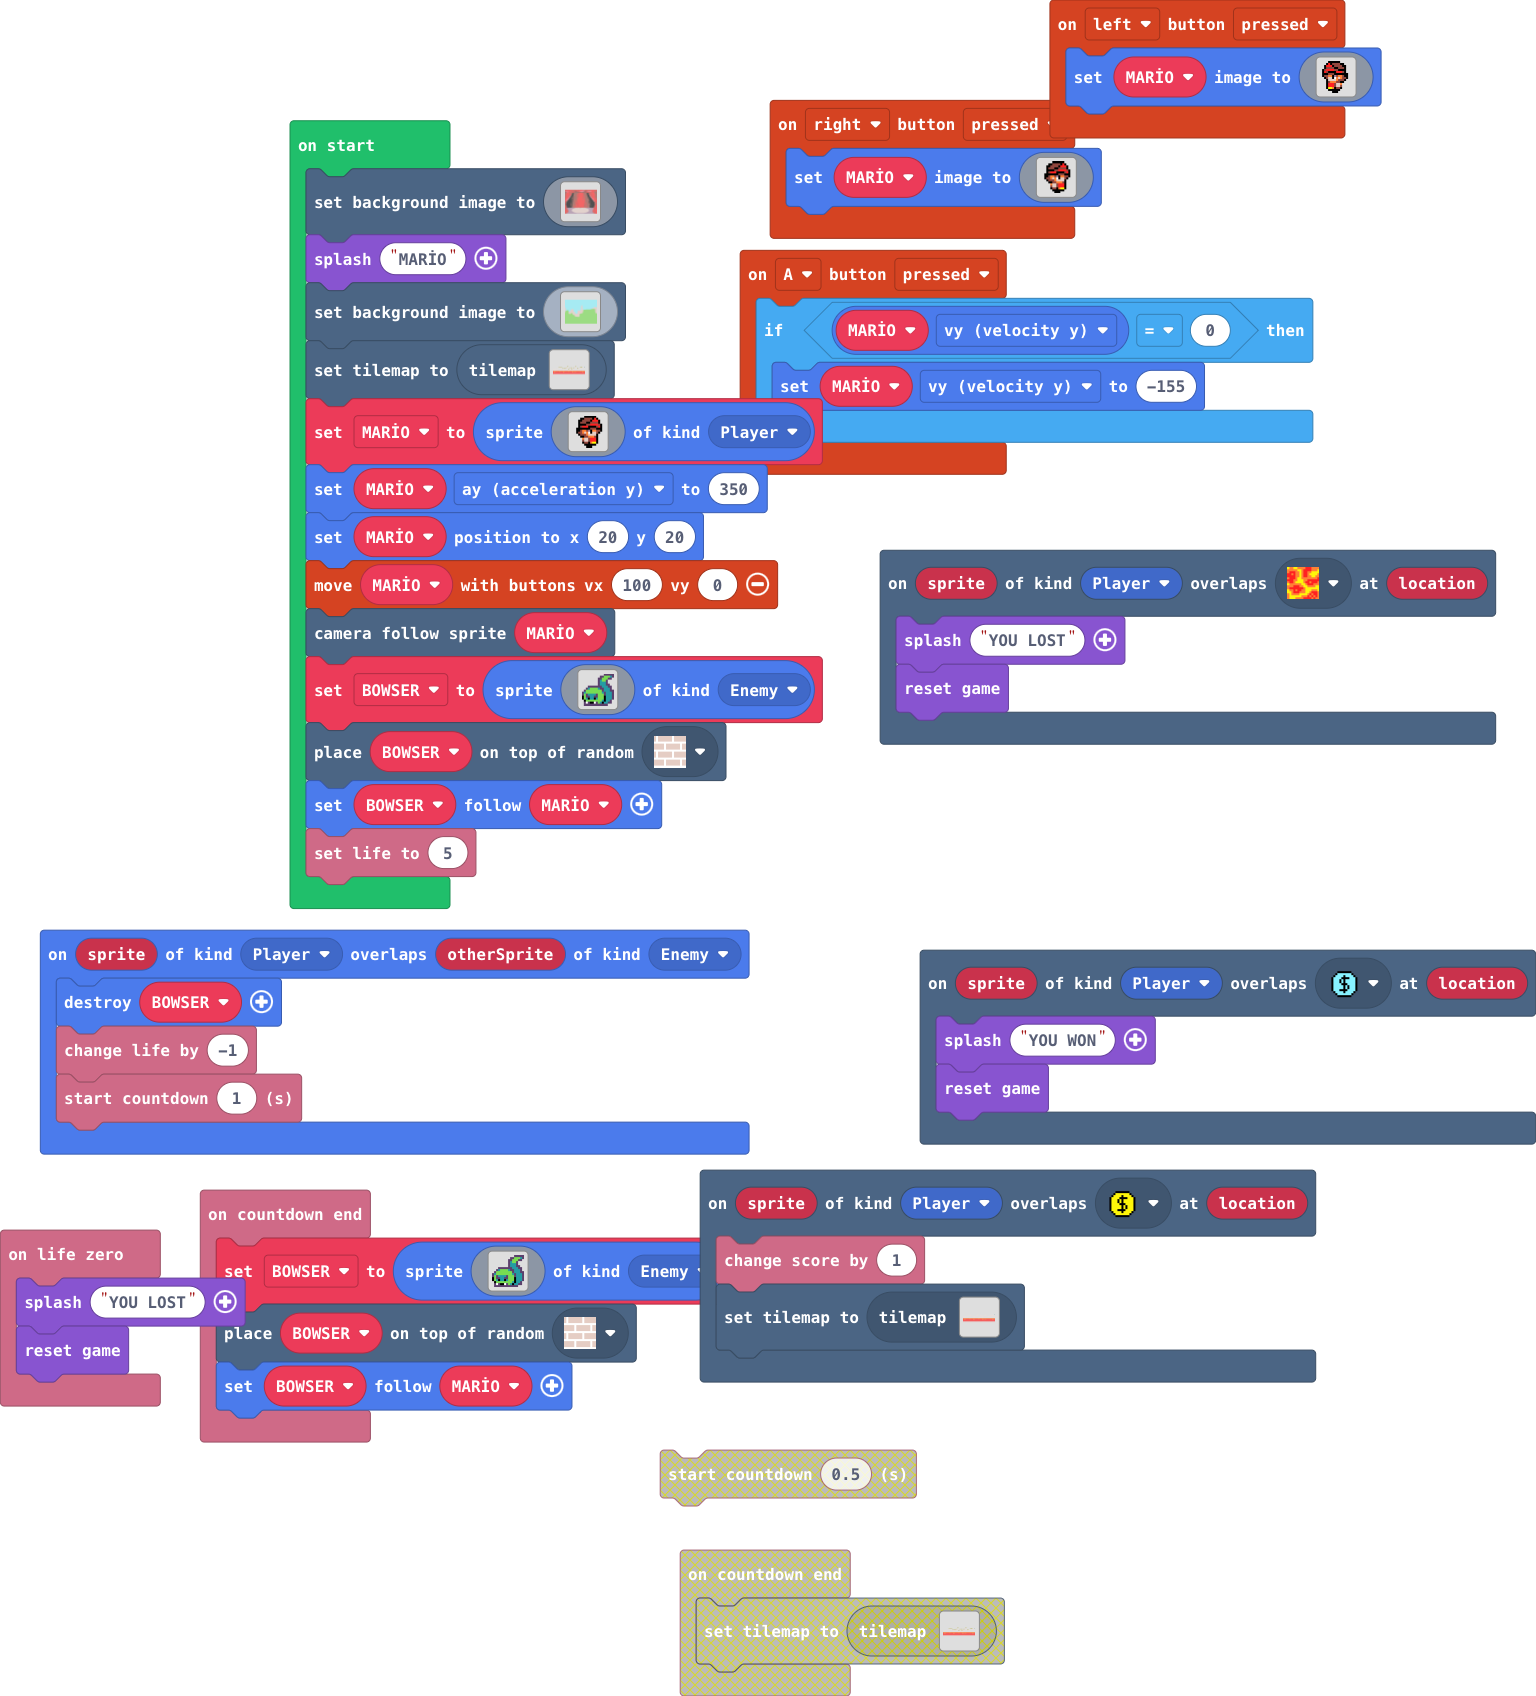 on left button pressed
set MARİO image to
on right button pressed
set MARİO image to
on start
set background image to
splash "MARİO"
set background image to
set tilemap to tilemap
set MARİO to sprite of kind Player
set MARİO ay (acceleration y) to 350
set MARİO position to x 20 y 20
move MARİO with buttons vx 100 vy 0
camera follow sprite MARİO
set BOWSER to sprite of kind Enemy
place BOWSER on top of random
set BOWSER follow MARİO
set life to 5
on A button pressed
if MARİO vy (velocity y) = 0 then
set MARİO vy (velocity y) to -155
on sprite of kind Player overlaps at location
splash "YOU LOST"
reset game
on sprite of kind Player overlaps otherSprite of kind Enemy
destroy BOWSER
change life by -1
start countdown 1 (s)
on sprite of kind Player overlaps $ at location
splash "YOU WON"
reset game
on life zero
splash "YOU LOST"
reset game
on countdown end
set BOWSER to sprite of kind Enemy
place BOWSER on top of random
set BOWSER follow MARİO
on sprite of kind Player overlaps $ at location
change score by 1
set tilemap to tilemap
start countdown 0.5 (s)
on countdown end
set tilemap to tilemap